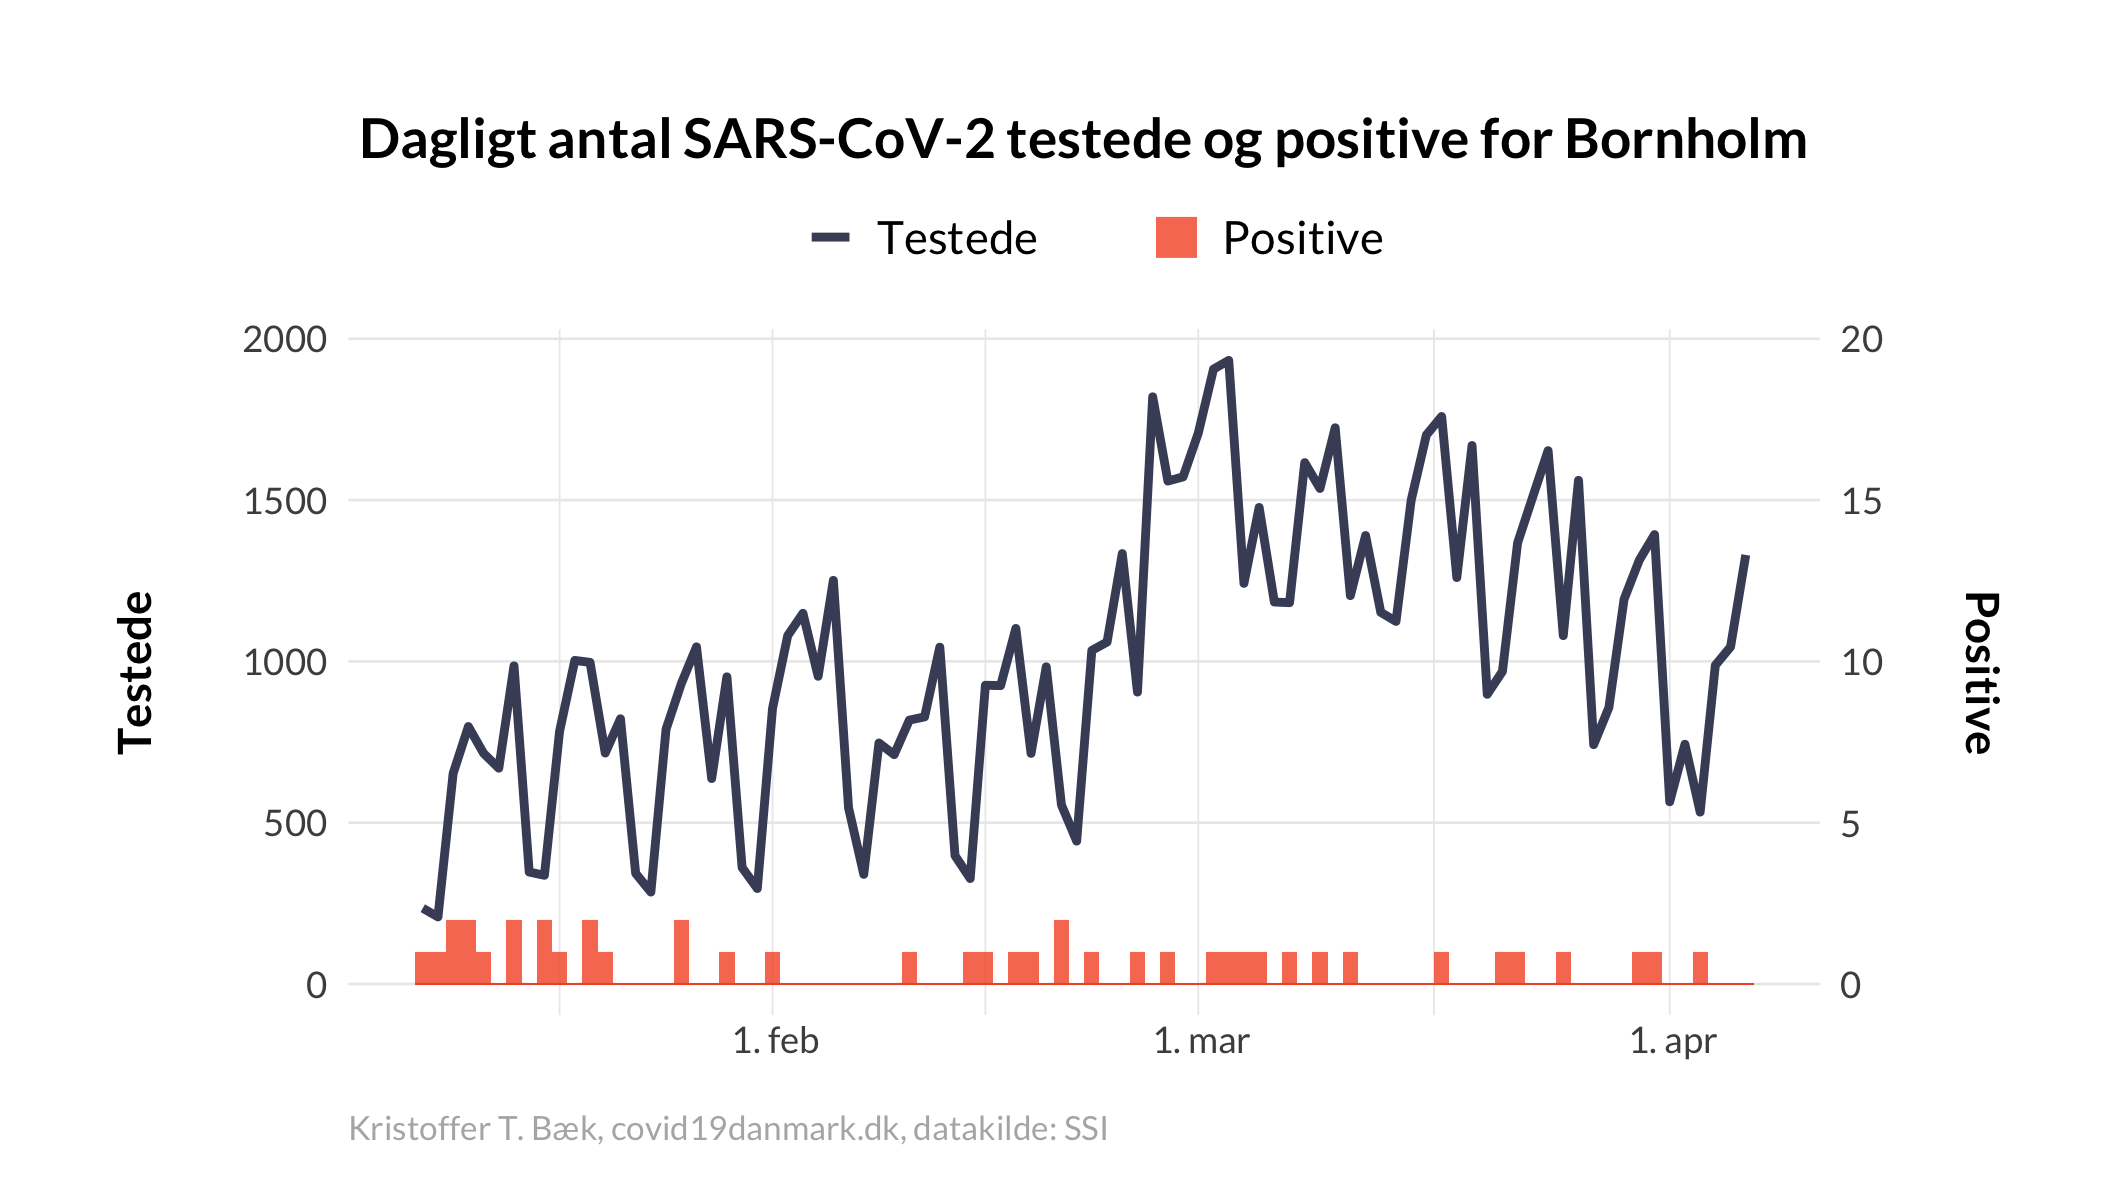 Dagligt antal SARS-CoV-2 testede og positive for Bornholm
Testede
Positive
2000
1500
1000
500
0
Testede
20
15
10
5
0
Positive
1. feb
1. mar
1. apr
Kristoffer T. Bæk, covid19danmark.dk, datakilde: SSI